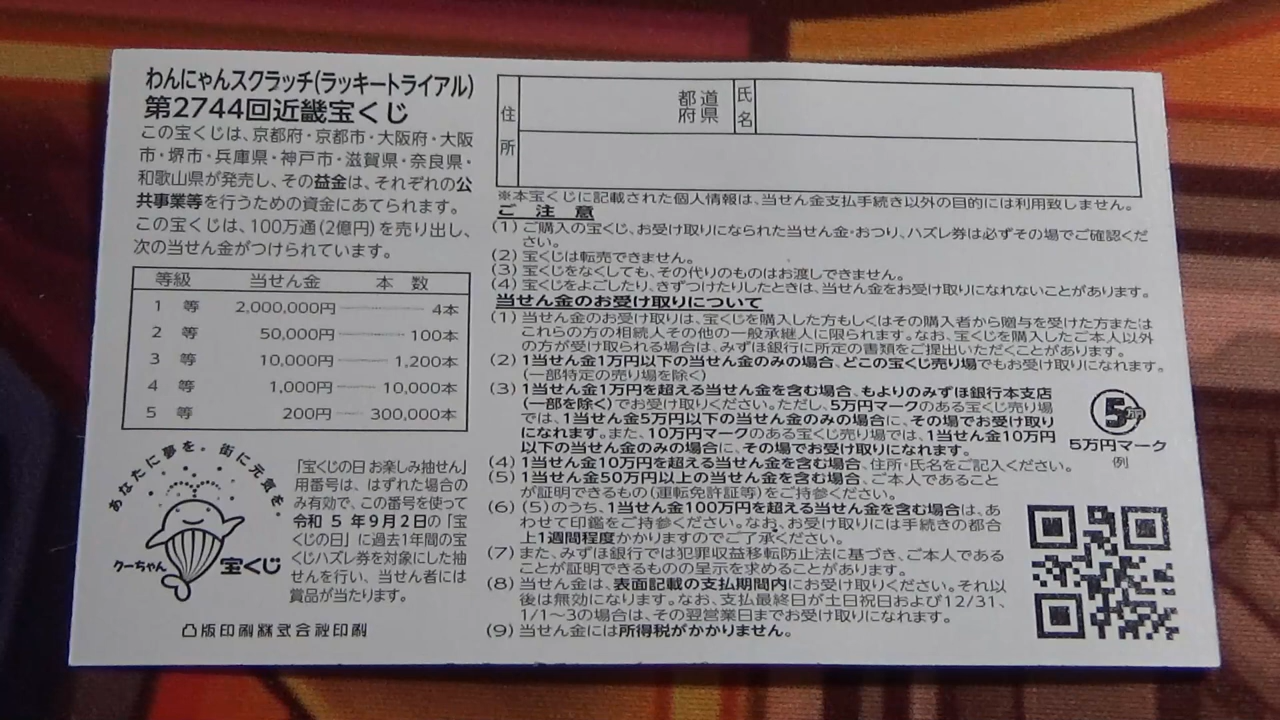 わんにゃんスクラッチ(ラッキートライアル)
第2744回近畿宝くじ
この宝くじは、京都府・京都市・大阪府・大阪
市・堺市・兵庫県・神戸市・滋賀県・奈良県・
和歌山県が発売し、その益金は、それぞれの公
共事業等を行うための資金にあてられます。
この宝くじは、100万通(2億円)を売り出し、
次の当せん金がつけられています。
等級 当せん金 本数
1等 2,000,000円 4本
2等 50,000円 100本
3等 10,000円 1,200本
4等 1,000円 10,000本
5等 200円 300,000本
あなたに夢を。街に元気を。
クーちゃん 宝くじ
「宝くじの日 お楽しみ抽せん」
用番号は、はずれた場合の
み有効で、この番号を使って
令和 5 年9月2日の「宝
くじの日」に過去1年間の宝
くじハズレ券を対象にした抽
せんを行い、当せん者には
賞品が当たります。
凸版印刷株式会社印刷
住所
都道
府県
氏名
※本宝くじに記載された個人情報は、当せん金支払手続き以外の目的には利用致しません。
ご注意
(1) ご購入の宝くじ、お受け取りになられた当せん金・おつり、ハズレ券は必ずその場でご確認くだ
さい。
(2) 宝くじは転売できません。
(3) 宝くじをなくしても、その代りのものはお渡しできません。
(4) 宝くじをよごしたり、きずつけたりしたときは、当せん金をお受け取りになれないことがあります。
当せん金のお受け取りについて
(1) 当せん金のお受け取りは、宝くじを購入した方もしくはその購入者から贈与を受けた方または
これらの方の相続人その他の一般承継人に限られます。なお、宝くじを購入したご本人以外
の方が受け取られる場合は、みずほ銀行に所定の書類をご提出いただくことがあります。
(2) 1当せん金1万円以下の当せん金のみの場合、どこの宝くじ売り場でもお受け取りになれます。
(一部特定の売り場を除く)
(3) 1当せん金1万円を超える当せん金を含む場合、もよりのみずほ銀行本支店
(一部を除く)でお受け取りください。ただし、5万円マークのある宝くじ売り場
では、1当せん金5万円以下の当せん金のみの場合に、その場でお受け取り
になれます。また、10万円マークのある宝くじ売り場では、1当せん金10万円
以下の当せん金のみの場合に、その場でお受け取りになれます。
5万円
5万円マーク
例
(4) 1当せん金10万円を超える当せん金を含む場合、住所・氏名をご記入ください。
(5) 1当せん金50万円以上の当せん金を含む場合、ご本人であること
が証明できるもの(運転免許証等)をご持参ください。
(6) (5)のうち、1当せん金100万円を超える当せん金を含む場合は、あ
わせて印鑑をご持参ください。なお、お受け取りには手続きの都合
上1週間程度かかりますのでご了承ください。
(7) また、みずほ銀行では犯罪収益移転防止法に基づき、ご本人である
ことが証明できるものの呈示を求めることがあります。
(8) 当せん金は、表面記載の支払期間内にお受け取りください。それ以
後は無効になります。なお、支払最終日が土日祝日および12/31、
1/1～3の場合は、その翌営業日までお受け取りになれます。
(9) 当せん金には所得税がかかりません。